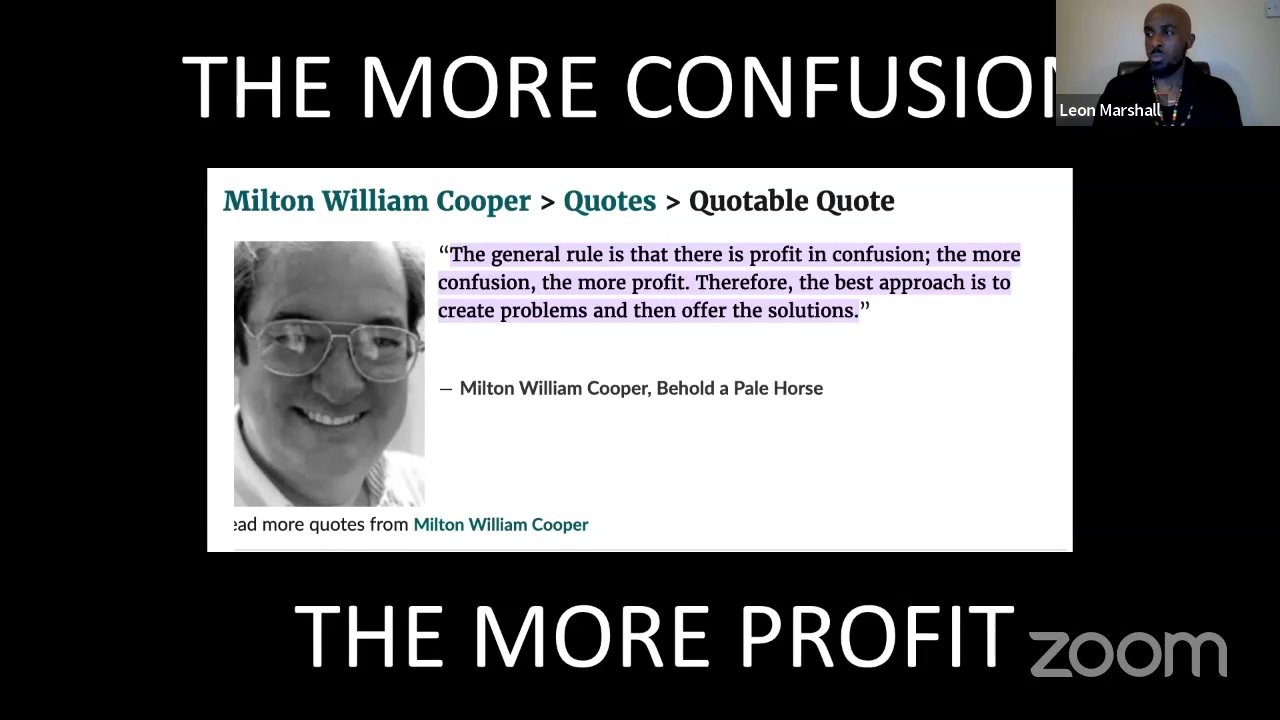 THE MORE CONFUSION
Leon Marshall
Milton William Cooper > Quotes > Quotable Quote
“The general rule is that there is profit in confusion; the more
confusion, the more profit. Therefore, the best approach is to
create problems and then offer the solutions.”
— Milton William Cooper, Behold a Pale Horse
ead more quotes from Milton William Cooper
THE MORE PROFIT
zoom